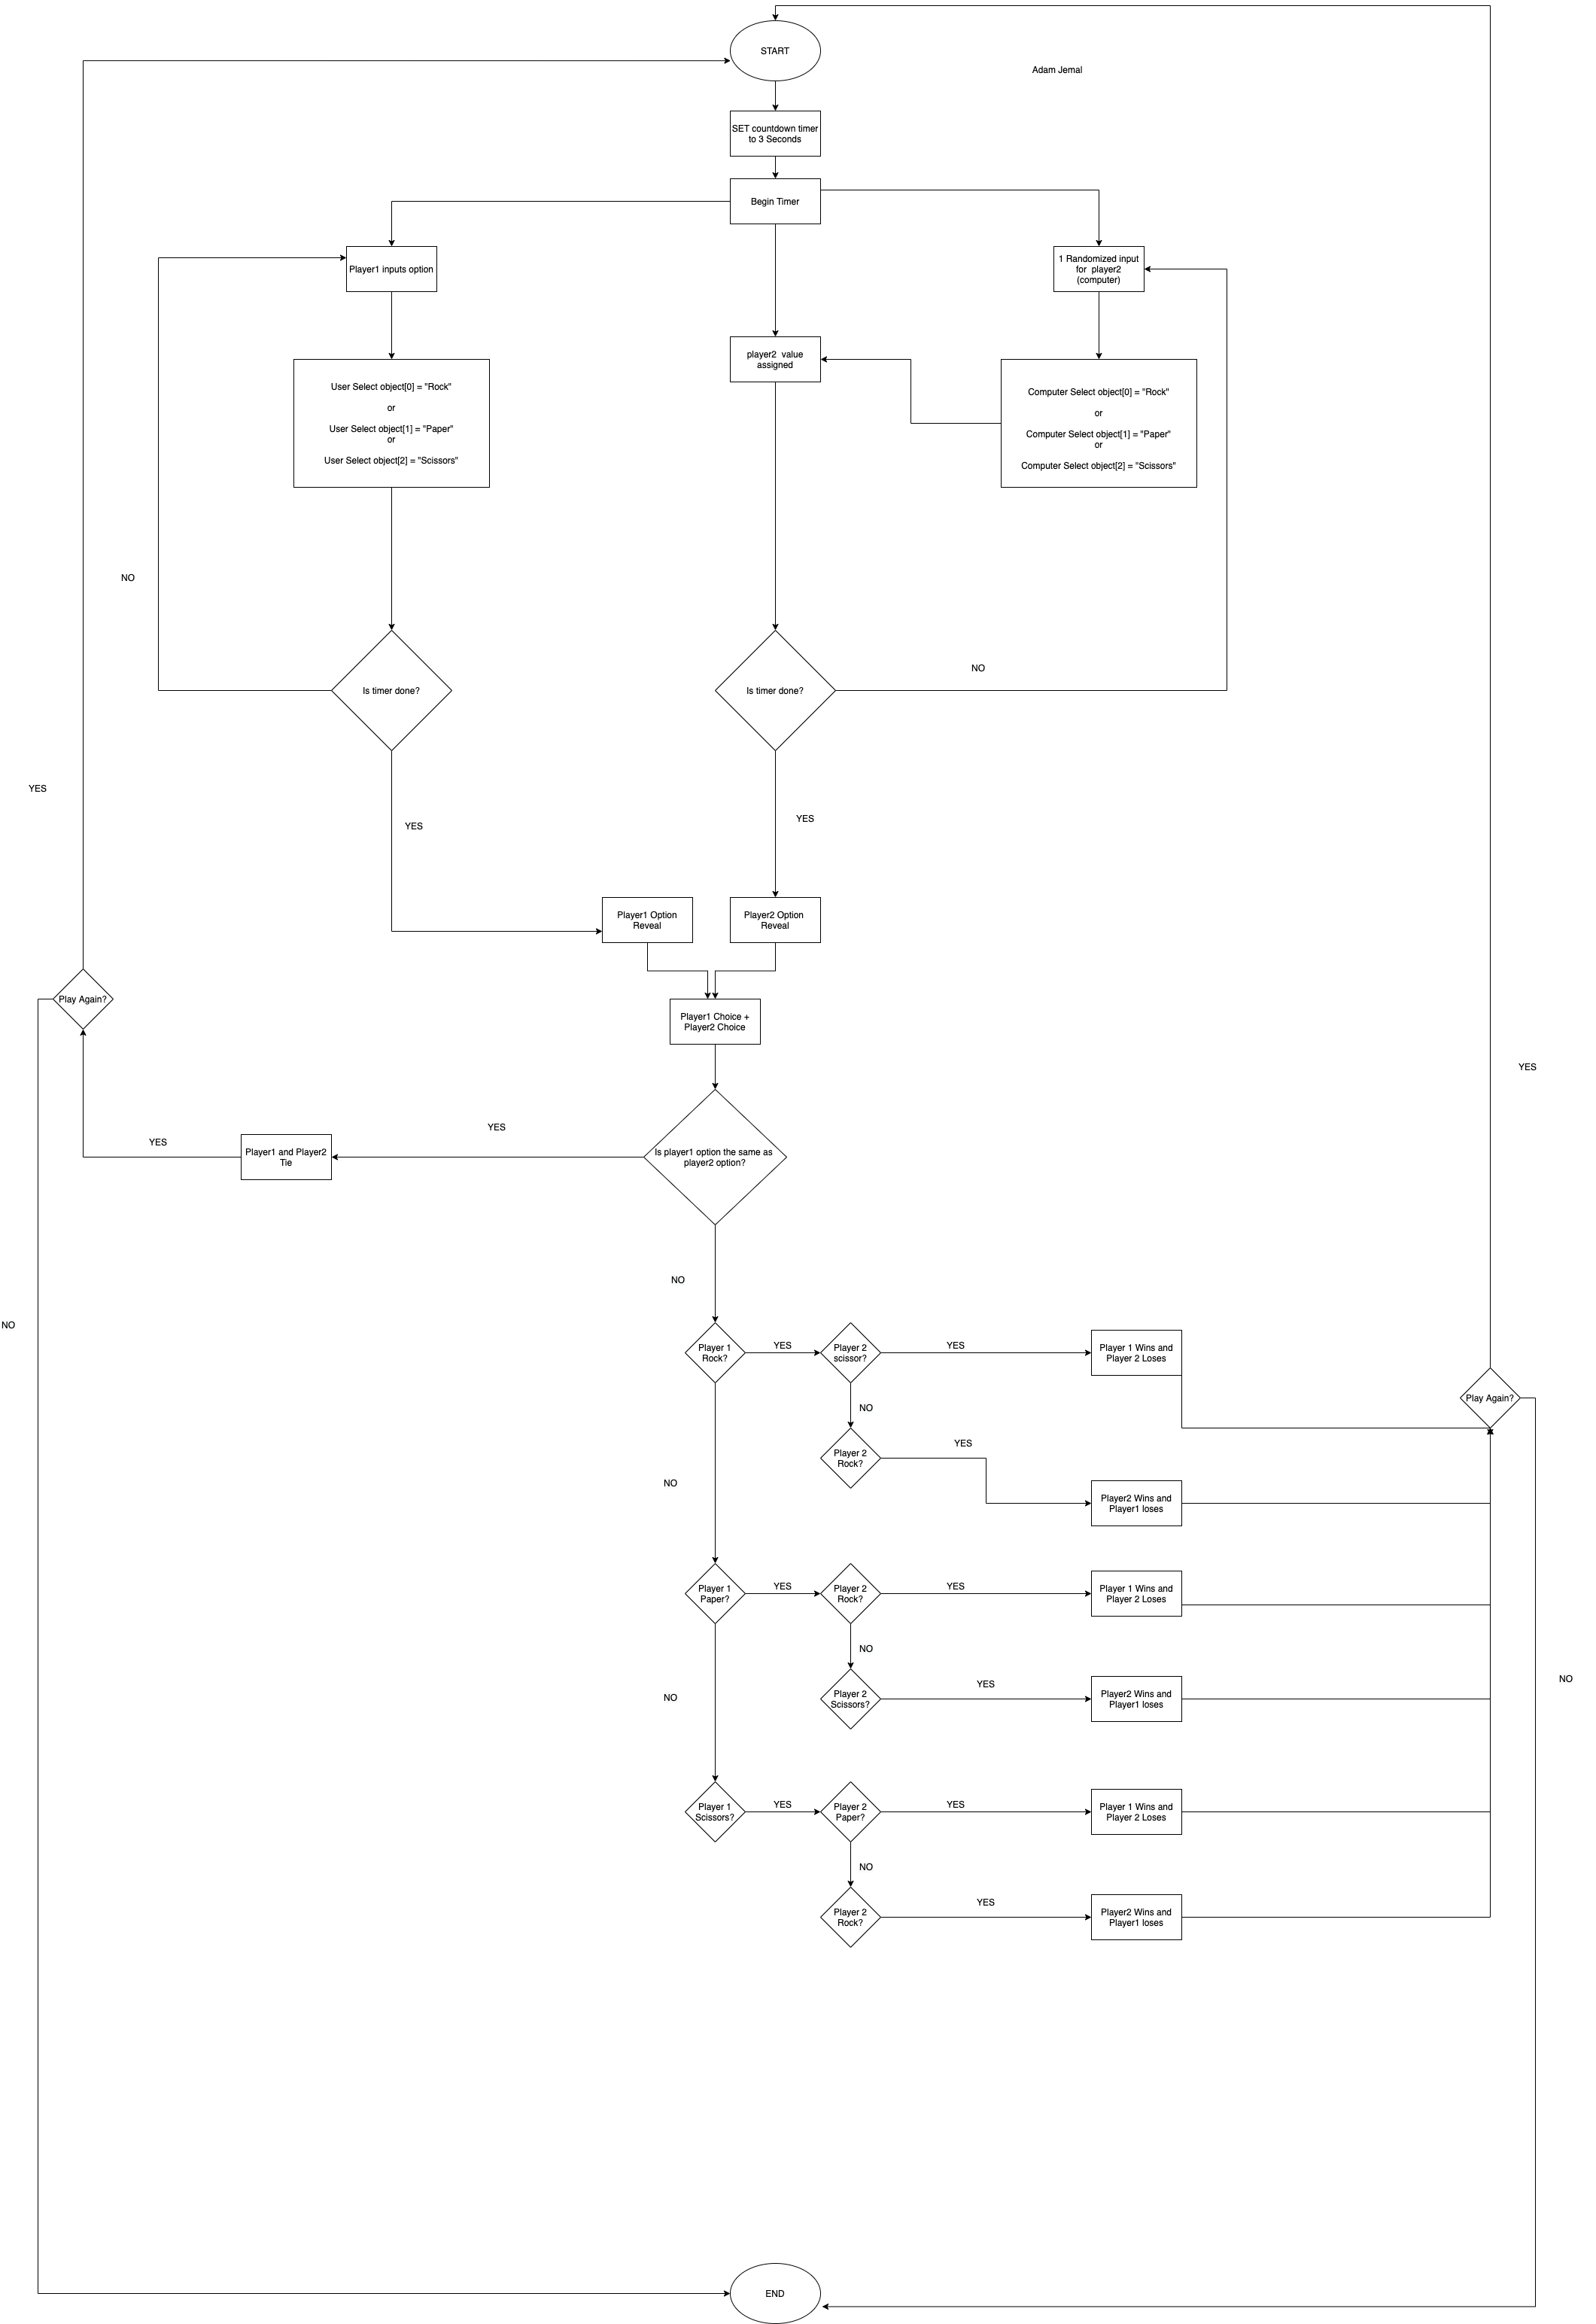 START
Adam Jemal
SET countdown timer
to 3 Seconds
Begin Timer
Player1 inputs option
1 Randomized input
for player2
(computer)
player2 value
assigned
User Select object[0] = "Rock"
or
User Select object[1] = "Paper"
or
User Select object[2] = "Scissors"
Computer Select object[0] = "Rock"
or
Computer Select object[1] = "Paper"
or
Computer Select object[2] = "Scissors"
NO
NO
Is timer done?
Is timer done?
YES
YES
YES
Player1 Option
Reveal
Player2 Option
Reveal
Play Again?
Player1 Choice +
Player2 Choice
YES
YES
YES
Player1 and Player2
Tie
Is player1 option the same as
player2 option?
NO
NO
Player 1
Rock?
YES
Player 2
scissor?
YES
Player 1 Wins and
Player 2 Loses
Play Again?
NO
Player 2
Rock?
YES
NO
Player2 Wins and
Player1 loses
Player 1
Paper?
YES
Player 2
Rock?
YES
Player 1 Wins and
Player 2 Loses
NO
NO
Player 2
Scissors?
YES
NO
Player2 Wins and
Player1 loses
Player 1
Scissors?
YES
Player 2
Paper?
YES
Player 1 Wins and
Player 2 Loses
NO
Player 2
Rock?
YES
Player2 Wins and
Player1 loses
END